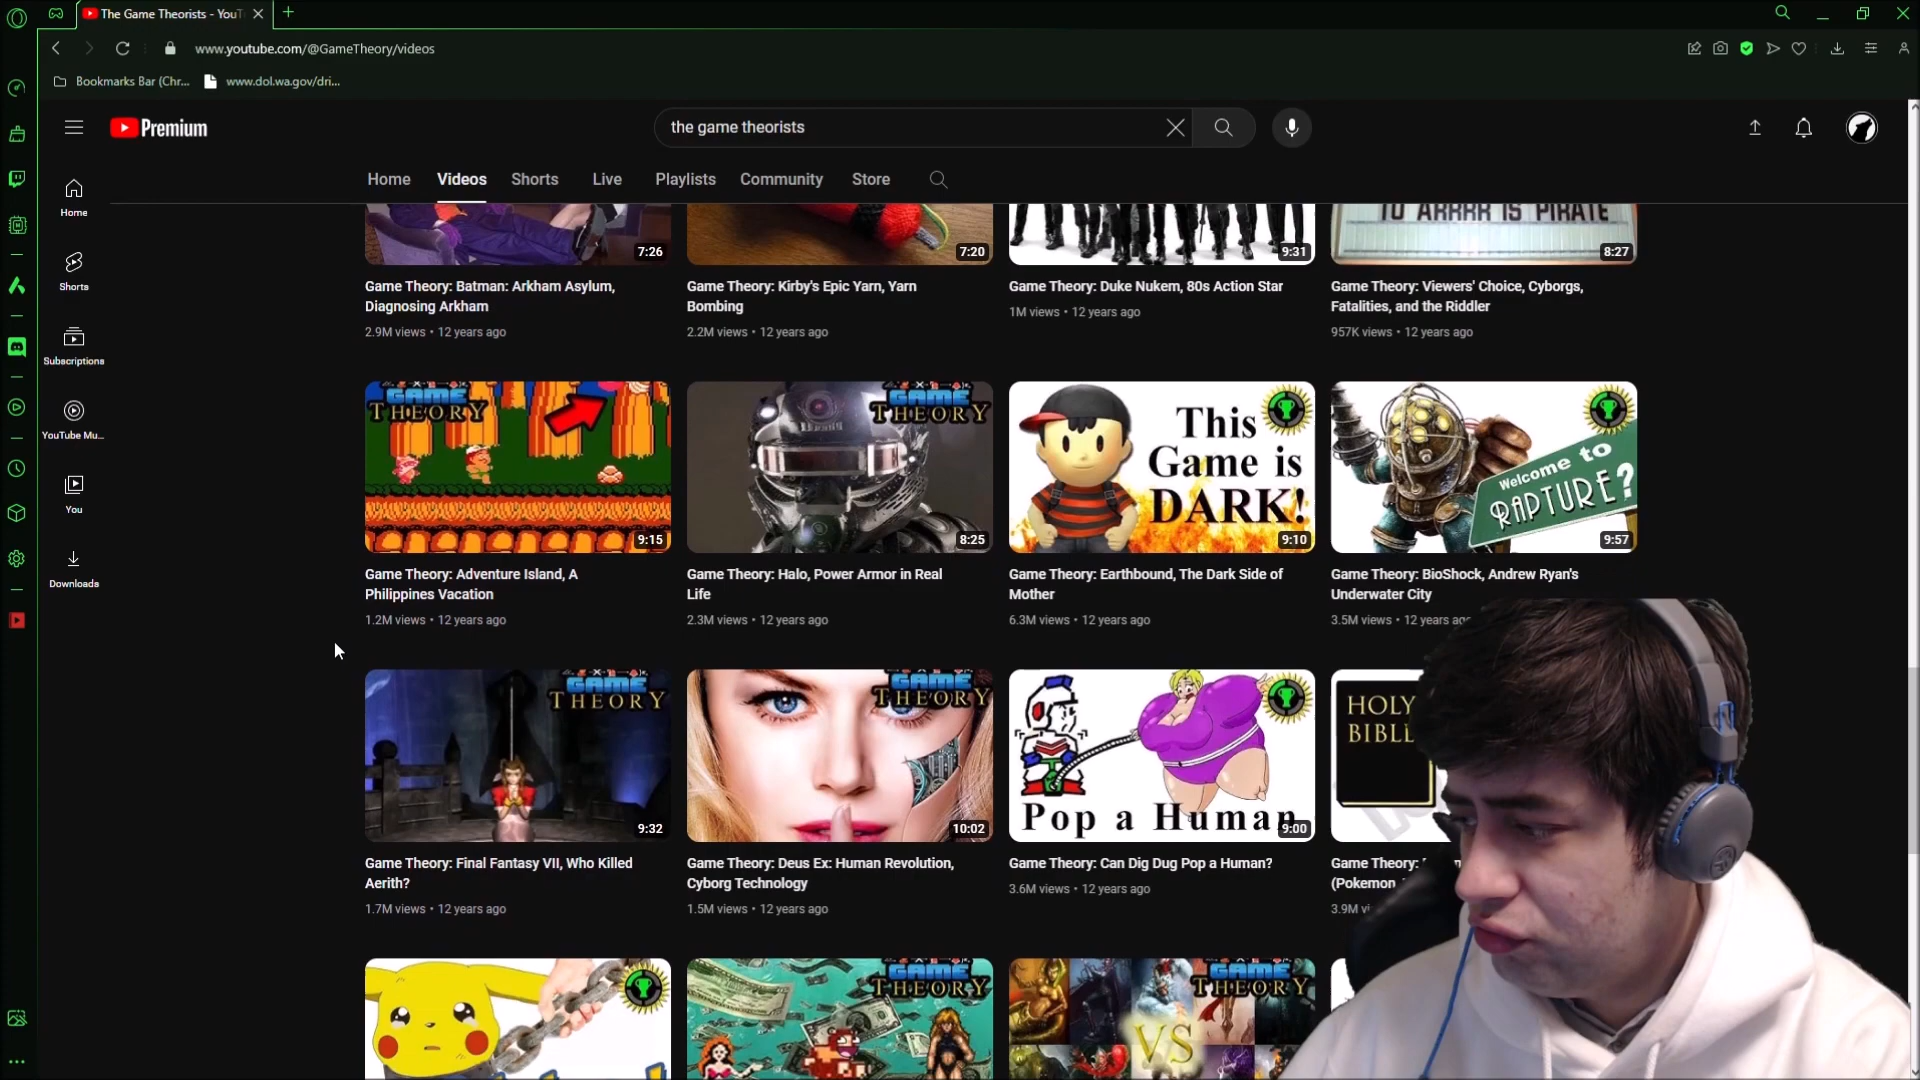 The Game Theorists - YouT
www.youtube.com/@GameTheory/videos
Bookmarks Bar (Chr...
www.dol.wa.gov/dri...
Premium
the game theorists
Home
Videos
Shorts
Live
Playlists
Community
Store
Home
Shorts
Subscriptions
YouTube Mu...
You
Downloads
TO ARRRR IS PIRATE
7:26
7:20
9:31
8:27
Game Theory: Batman: Arkham Asylum,
Diagnosing Arkham
2.9M views • 12 years ago
Game Theory: Kirby's Epic Yarn, Yarn
Bombing
2.2M views • 12 years ago
Game Theory: Duke Nukem, 80s Action Star
1M views • 12 years ago
Game Theory: Viewers' Choice, Cyborgs,
Fatalities, and the Riddler
957K views • 12 years ago
GAME
THEORY
9:15
GAME
THEORY
8:25
This
Game is
DARK!
9:10
Welcome to
RAPTURE?
9:57
Game Theory: Adventure Island, A
Philippines Vacation
1.2M views • 12 years ago
Game Theory: Halo, Power Armor in Real
Life
2.3M views • 12 years ago
Game Theory: Earthbound, The Dark Side of
Mother
6.3M views • 12 years ago
Game Theory: BioShock, Andrew Ryan's
Underwater City
3.5M views • 12 years
GAME
THEORY
9:32
GAME
THEORY
10:02
Pop a Human
9:00
HOLY
BIBLE
Game Theory: Final Fantasy VII, Who Killed
Aerith?
1.7M views • 12 years ago
Game Theory: Deus Ex: Human Revolution,
Cyborg Technology
1.5M views • 12 years ago
Game Theory: Can Dig Dug Pop a Human?
3.6M views • 12 years ago
Game Theory:
(Pokemon
3.9M
GAME
THEORY
GAME
THEORY
VS